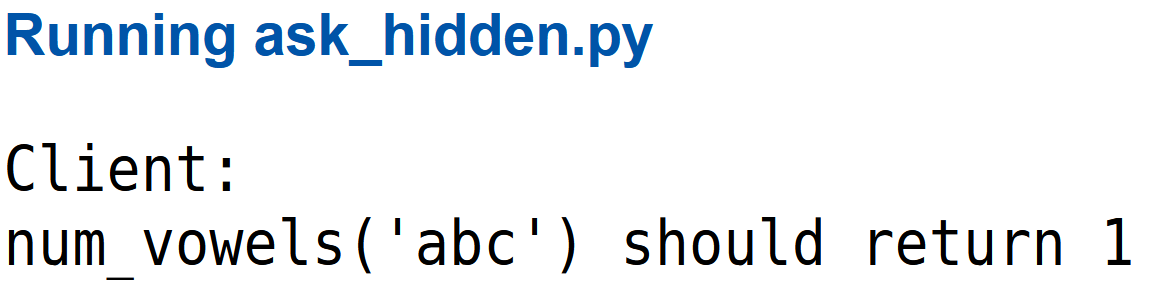 Running ask_hidden.py
Client:
num_vowels('abc') should return 1